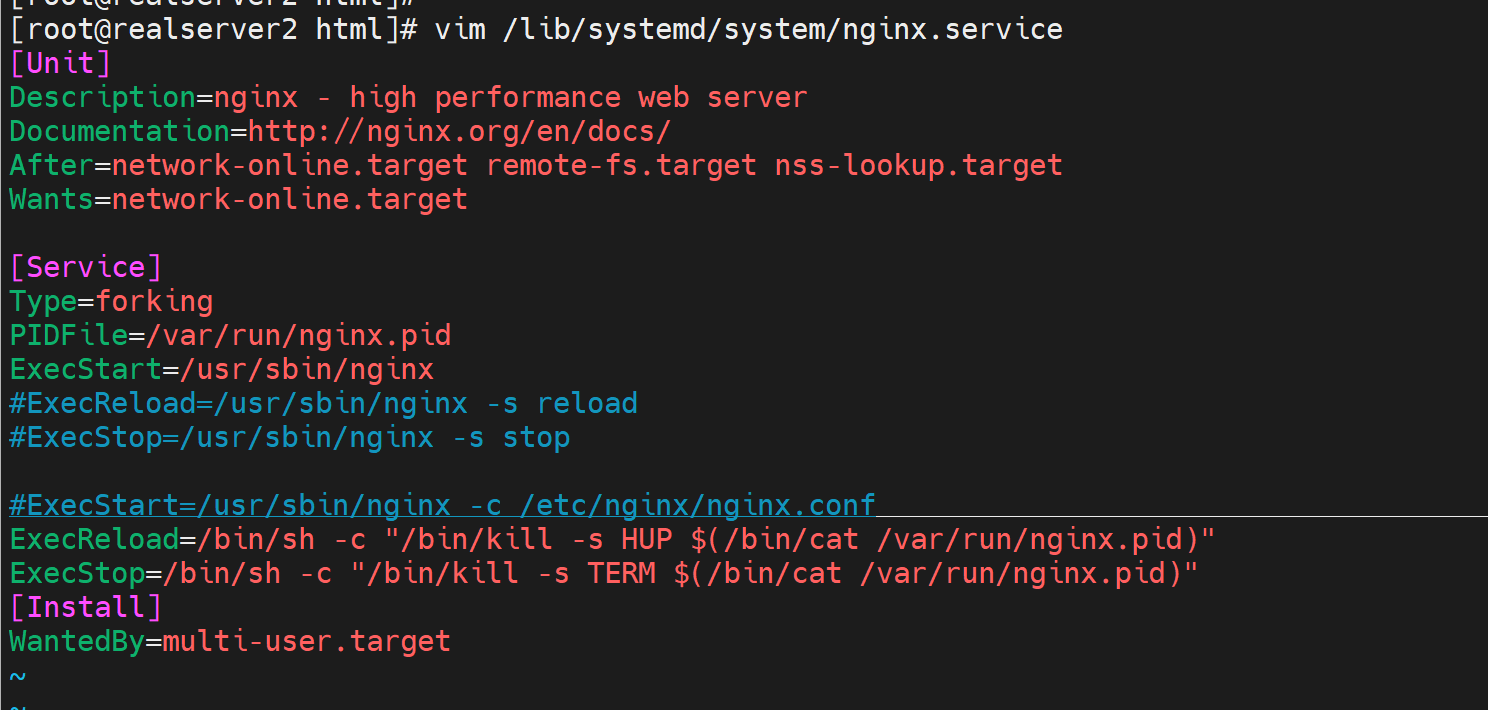 [root@realserver2 html]#
[root@realserver2 html]# vim /lib/systemd/system/nginx.service
[Unit]
Description=nginx - high performance web server
Documentation=http://nginx.org/en/docs/
After=network-online.target remote-fs.target nss-lookup.target
Wants=network-online.target
[Service]
Type=forking
PIDFile=/var/run/nginx.pid
ExecStart=/usr/sbin/nginx
#ExecReload=/usr/sbin/nginx -s reload
#ExecStop=/usr/sbin/nginx -s stop
#ExecStart=/usr/sbin/nginx -c /etc/nginx/nginx.conf
ExecReload=/bin/sh -c "/bin/kill -s HUP $(/bin/cat /var/run/nginx.pid)"
ExecStop=/bin/sh -c "/bin/kill -s TERM $(/bin/cat /var/run/nginx.pid)"
[Install]
WantedBy=multi-user.target
~
~